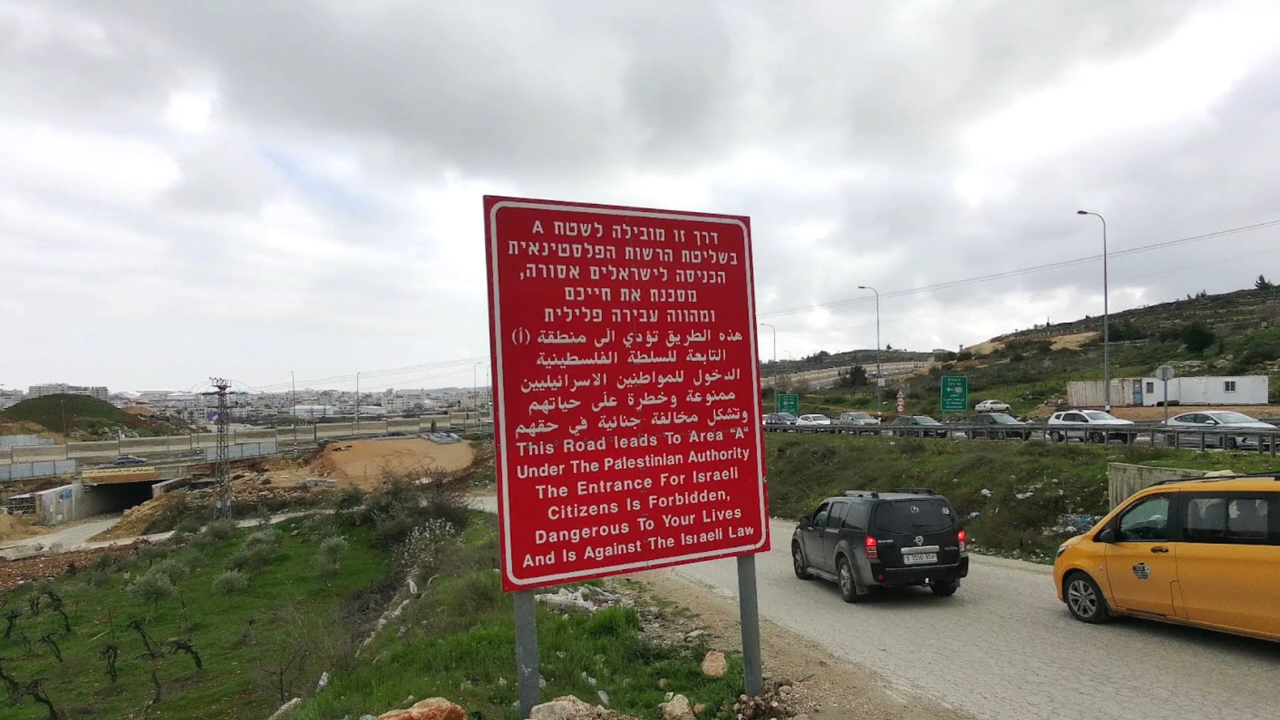 דרך זו מובילה לשטח A
בשליטת הרשות הפלסטינאית
הכניסה לישראלים אסורה,
מסכנת את חייכם
ומהווה עבירה פלילית
هذه الطريق تؤدي الى منطقة (أ)
التابعة للسلطة الفلسطينية
الدخول للمواطنين الاسرائيليين
ممنوعة وخطرة على حياتهم
وتشكل مخالفة جنائية في حقهم
This Road leads To Area "A"
Under The Palestinian Authority
The Entrance For Israeli
Citizens Is Forbidden,
Dangerous To Your Lives
And Is Against The Israeli Law